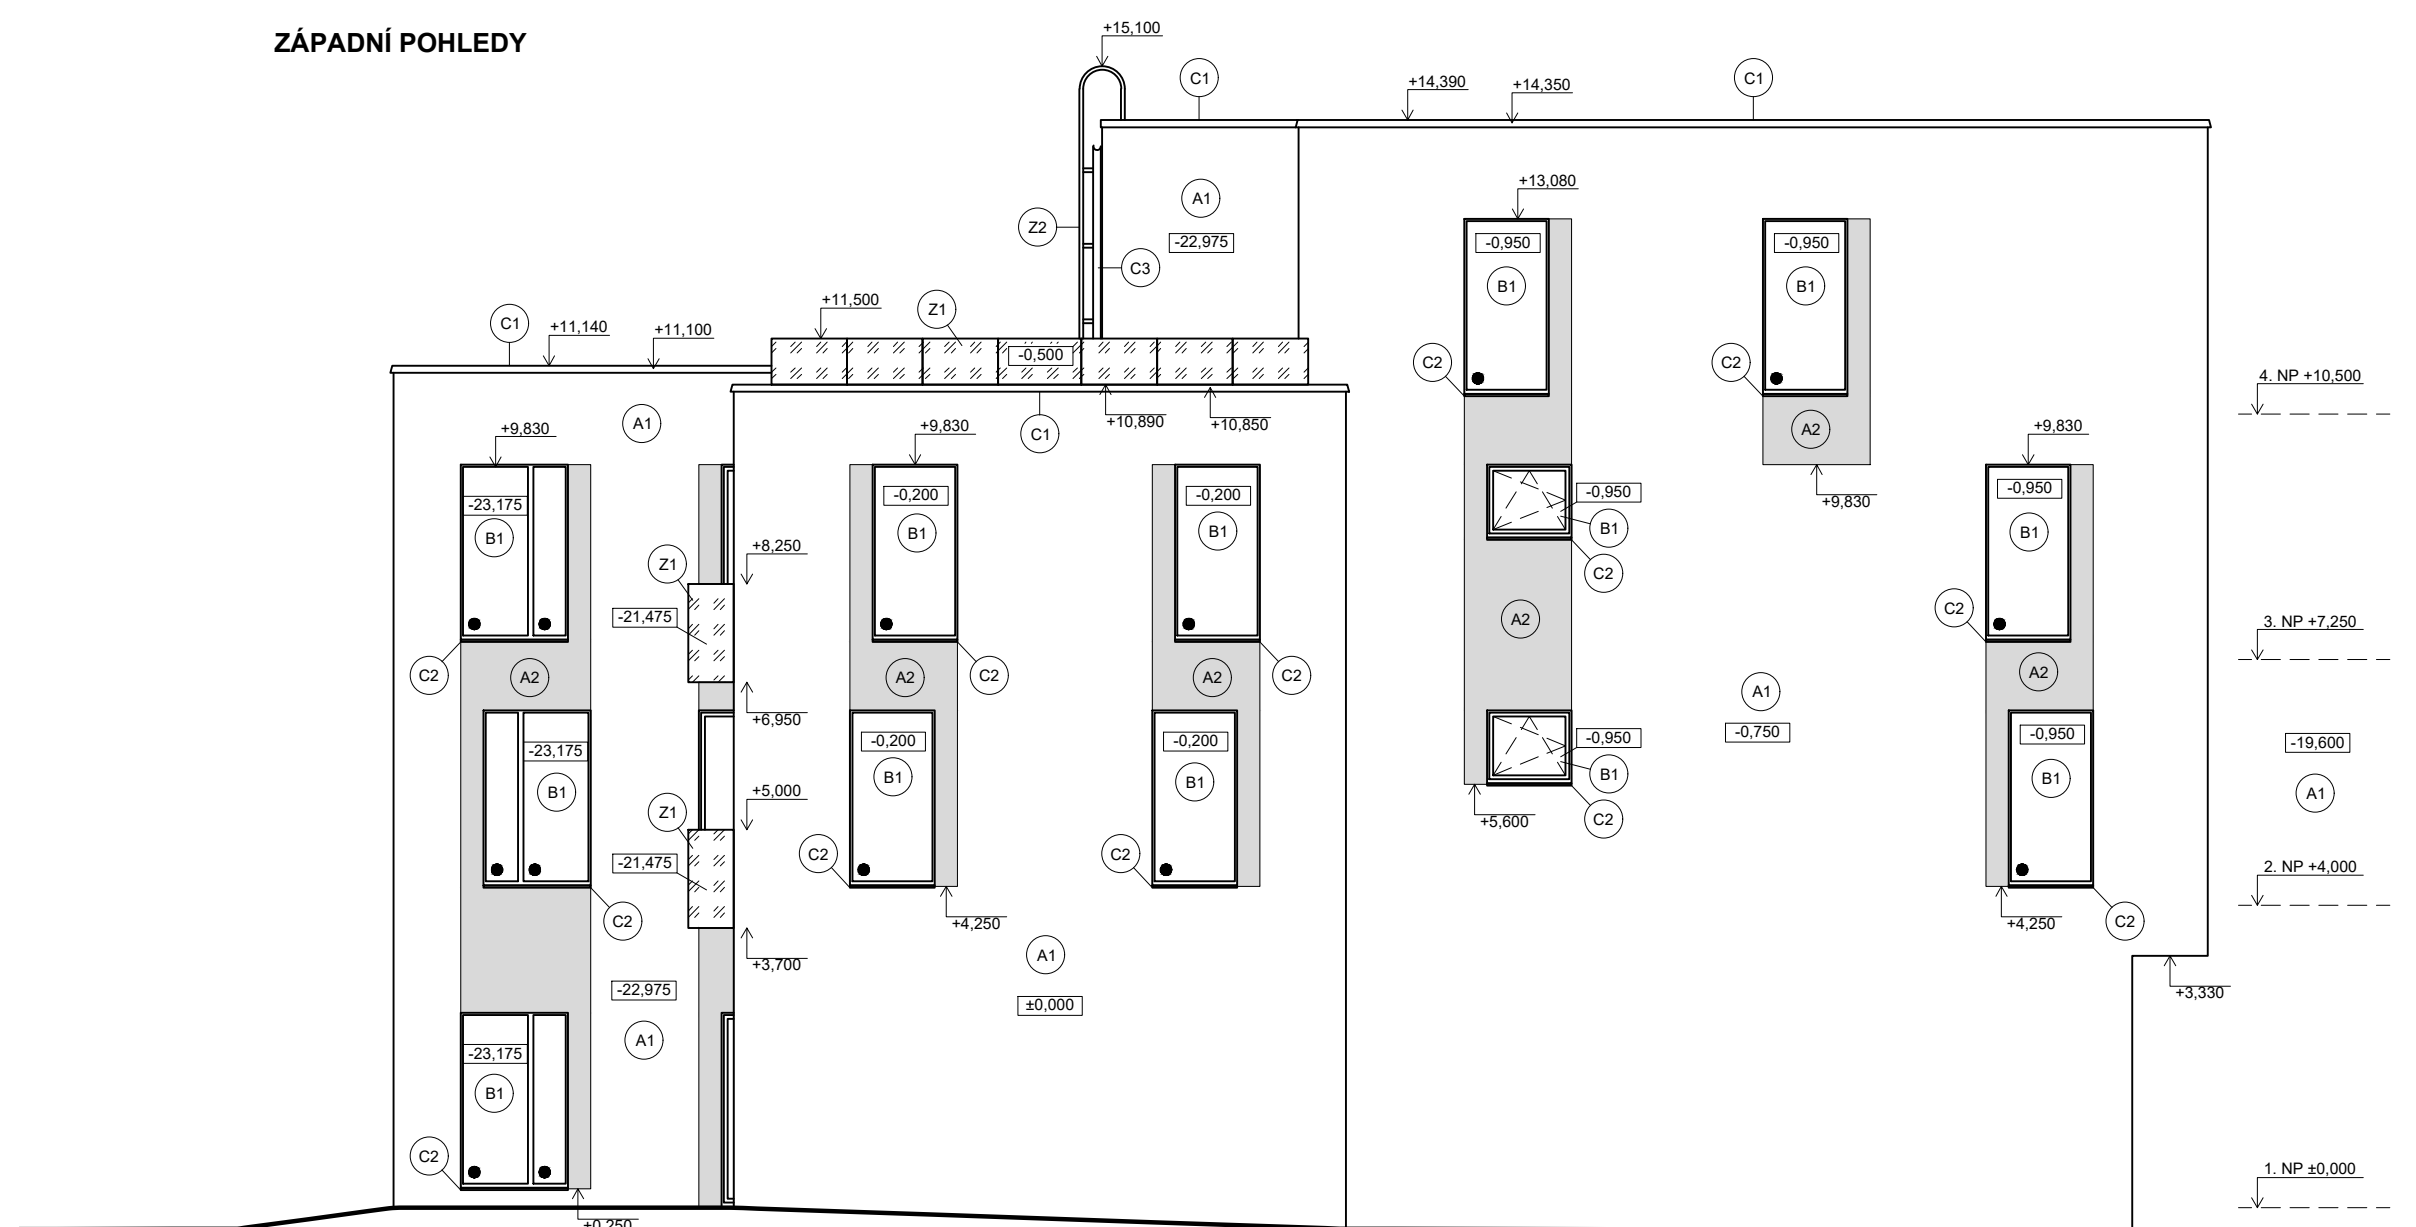 ZÁPADNÍ POHLEDY
+15,100
C1
+14,390
+14,350
C1
+13,080
A1
-22,975
Z2
C3
-0,950
B1
-0,950
B1
+11,500
Z1
C1
+11,140
+11,100
-0,500
C2
C2
4. NP +10,500
+10,890
+10,850
A1
C1
A2
+9,830
+9,830
+9,830
+9,830
-23,175
B1
-0,200
B1
-0,200
B1
-0,950
B1
-0,950
B1
+8,250
Z1
C2
-21,475
A2
C2
3. NP +7,250
C2
A2
A2
C2
A2
C2
A2
+6,950
A1
-0,750
-23,175
B1
-0,200
B1
-0,200
B1
-0,950
B1
-0,950
B1
-19,600
A1
+5,000
Z1
+5,600
C2
-21,475
C2
C2
2. NP +4,000
C2
+4,250
+4,250
C2
+3,700
A1
±0,000
+3,330
-22,975
A1
-23,175
B1
C2
1. NP ±0,000
+0,250